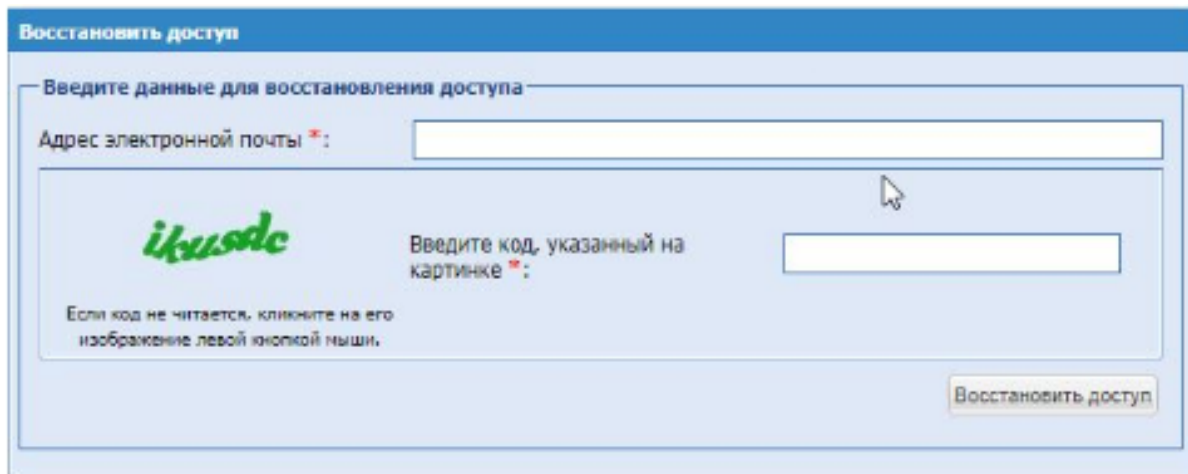 Восстановить доступ
Введите данные для восстановления доступа
Адрес электронной почты *:
Введите код, указанный на
картинке *:
Если код не читается, кликните на его
изображение левой кнопкой мыши.
Восстановить доступ